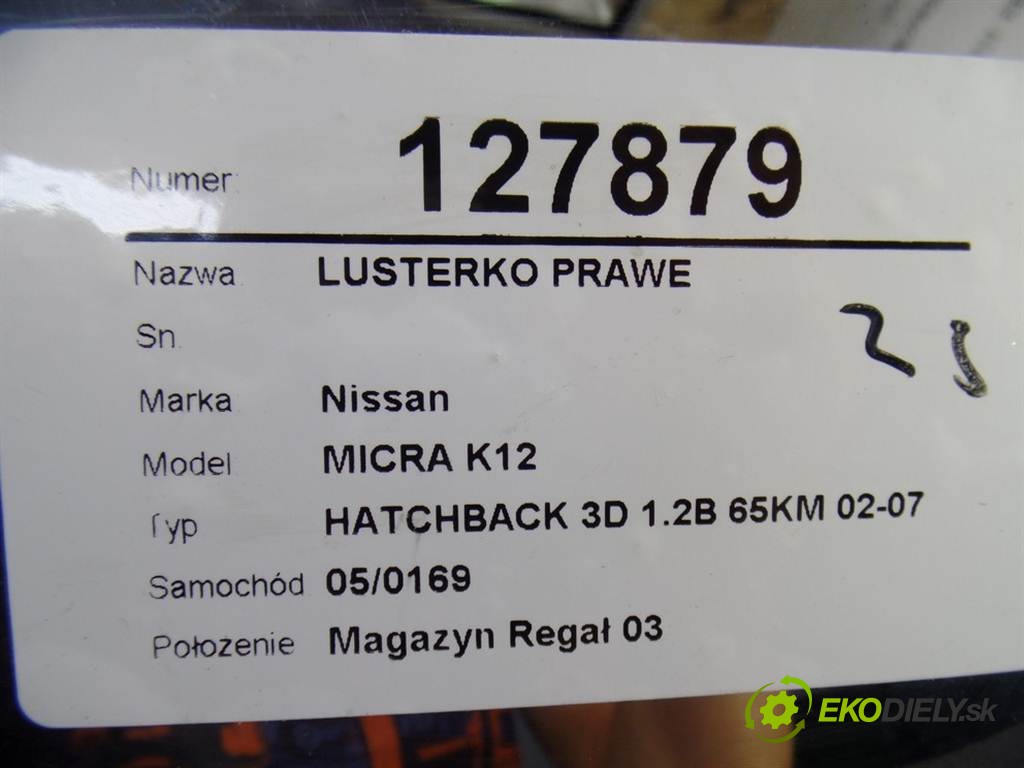 Numer: 127879
Nazwa: LUSTERKO PRAWE
Sn.
Marka Nissan
Model MICRA K12
Typ HATCHBACK 3D 1.2B 65KM 02-07
Samochód 05/0169
Położenie Magazyn Regał 03
EKODIELY.sk